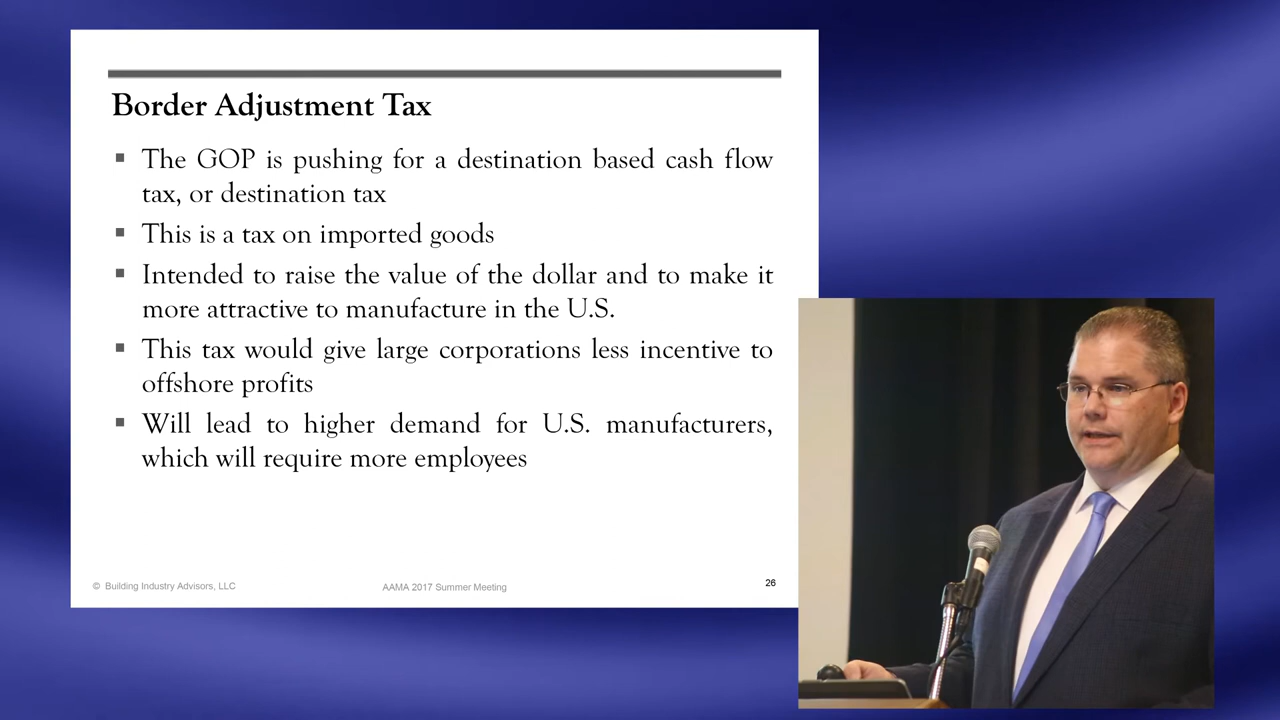 Border Adjustment Tax
▪ The GOP is pushing for a destination based cash flow
tax, or destination tax
▪ This is a tax on imported goods
▪ Intended to raise the value of the dollar and to make it
more attractive to manufacture in the U.S.
▪ This tax would give large corporations less incentive to
offshore profits
▪ Will lead to higher demand for U.S. manufacturers,
which will require more employees
© Building Industry Advisors, LLC
AAMA 2017 Summer Meeting
26